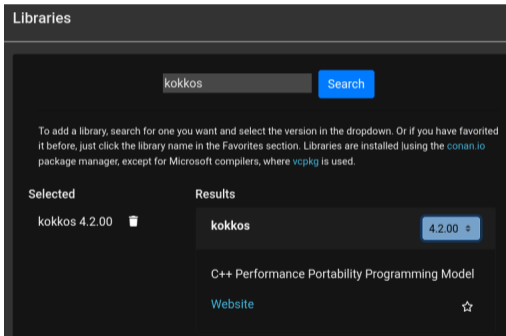 Libraries
kokkos
Search
To add a library, search for one you want and select the version in the dropdown. Or if you have favorited
it before, just click the library name in the Favorites section. Libraries are installed |using the conan.io
package manager, except for Microsoft compilers, where vcpkg is used.
Selected
kokkos 4.2.00
Results
kokkos
4.2.00
C++ Performance Portability Programming Model
Website